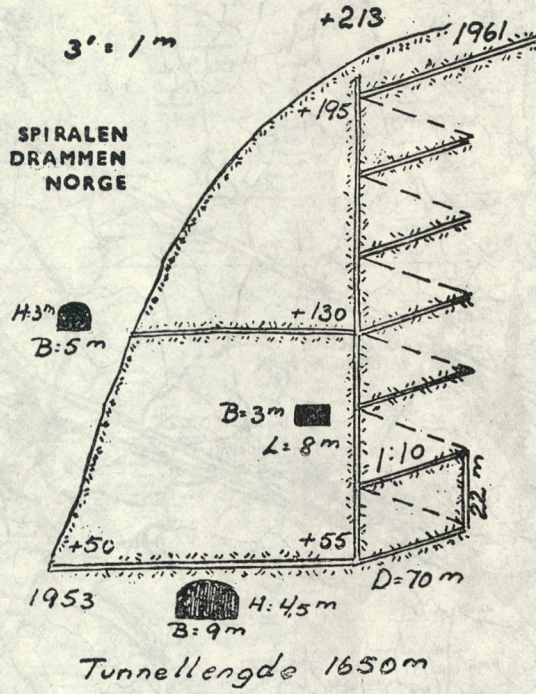 +213
1961
3' = 1 m
+195
SPIRALEN
DRAMMEN
NORGE
H:3m
B=5m
+130
B=3m
L=8m
1:10
22 m
+50
+55
1953
H:4,5m
B=9m
D=70m
Tunnellengde 1650m